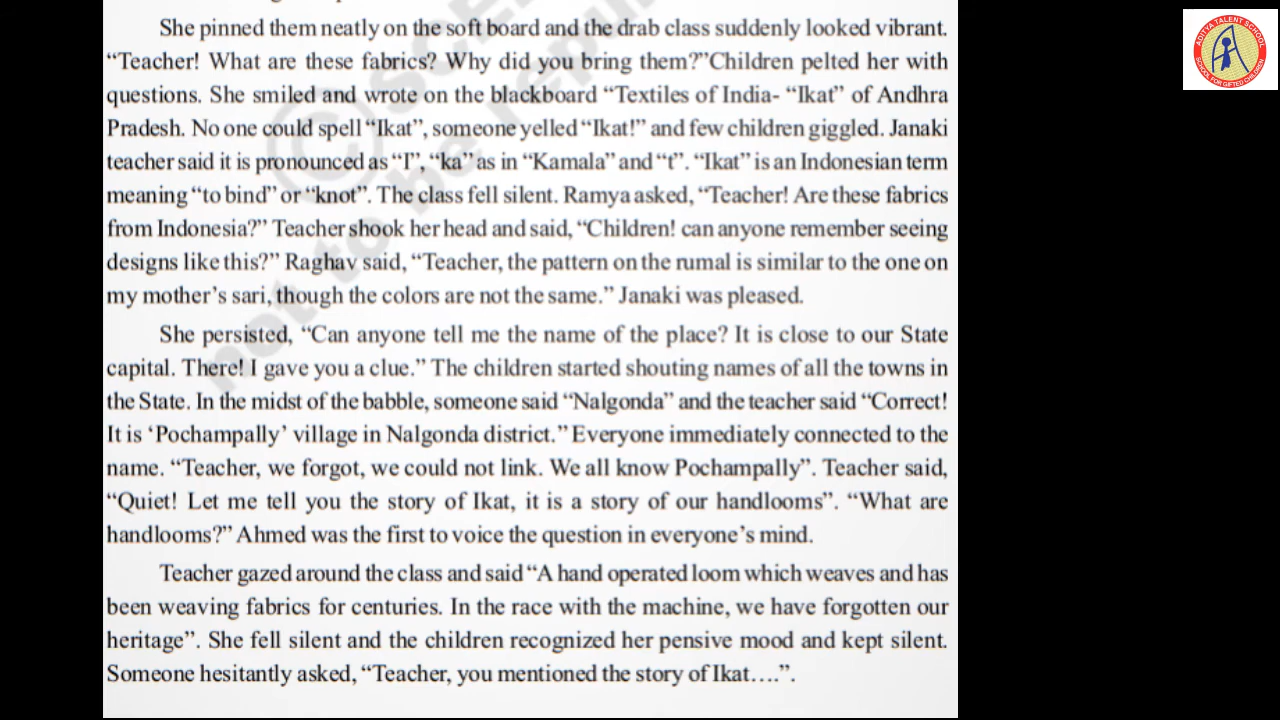 She pinned them neatly on the soft board and the drab class suddenly looked vibrant.
“Teacher! What are these fabrics? Why did you bring them?”Children pelted her with
questions. She smiled and wrote on the blackboard “Textiles of India- “Ikat” of Andhra
Pradesh. No one could spell “Ikat”, someone yelled “Ikat!” and few children giggled. Janaki
teacher said it is pronounced as “I”, “ka” as in “Kamala” and “t”. “Ikat” is an Indonesian term
meaning “to bind” or “knot”. The class fell silent. Ramya asked, “Teacher! Are these fabrics
from Indonesia?” Teacher shook her head and said, “Children! can anyone remember seeing
designs like this?” Raghav said, “Teacher, the pattern on the rumal is similar to the one on
my mother’s sari, though the colors are not the same.” Janaki was pleased.
She persisted, “Can anyone tell me the name of the place? It is close to our State
capital. There! I gave you a clue.” The children started shouting names of all the towns in
the State. In the midst of the babble, someone said “Nalgonda” and the teacher said “Correct!
It is ‘Pochampally’ village in Nalgonda district.” Everyone immediately connected to the
name. “Teacher, we forgot, we could not link. We all know Pochampally”. Teacher said,
“Quiet! Let me tell you the story of Ikat, it is a story of our handlooms”. “What are
handlooms?” Ahmed was the first to voice the question in everyone’s mind.
Teacher gazed around the class and said “A hand operated loom which weaves and has
been weaving fabrics for centuries. In the race with the machine, we have forgotten our
heritage”. She fell silent and the children recognized her pensive mood and kept silent.
Someone hesitantly asked, “Teacher, you mentioned the story of Ikat….”.
ADITYA TALENT SCHOOL
SCHOOL FOR GIFTED CHILDREN
© SCE
not to be repu